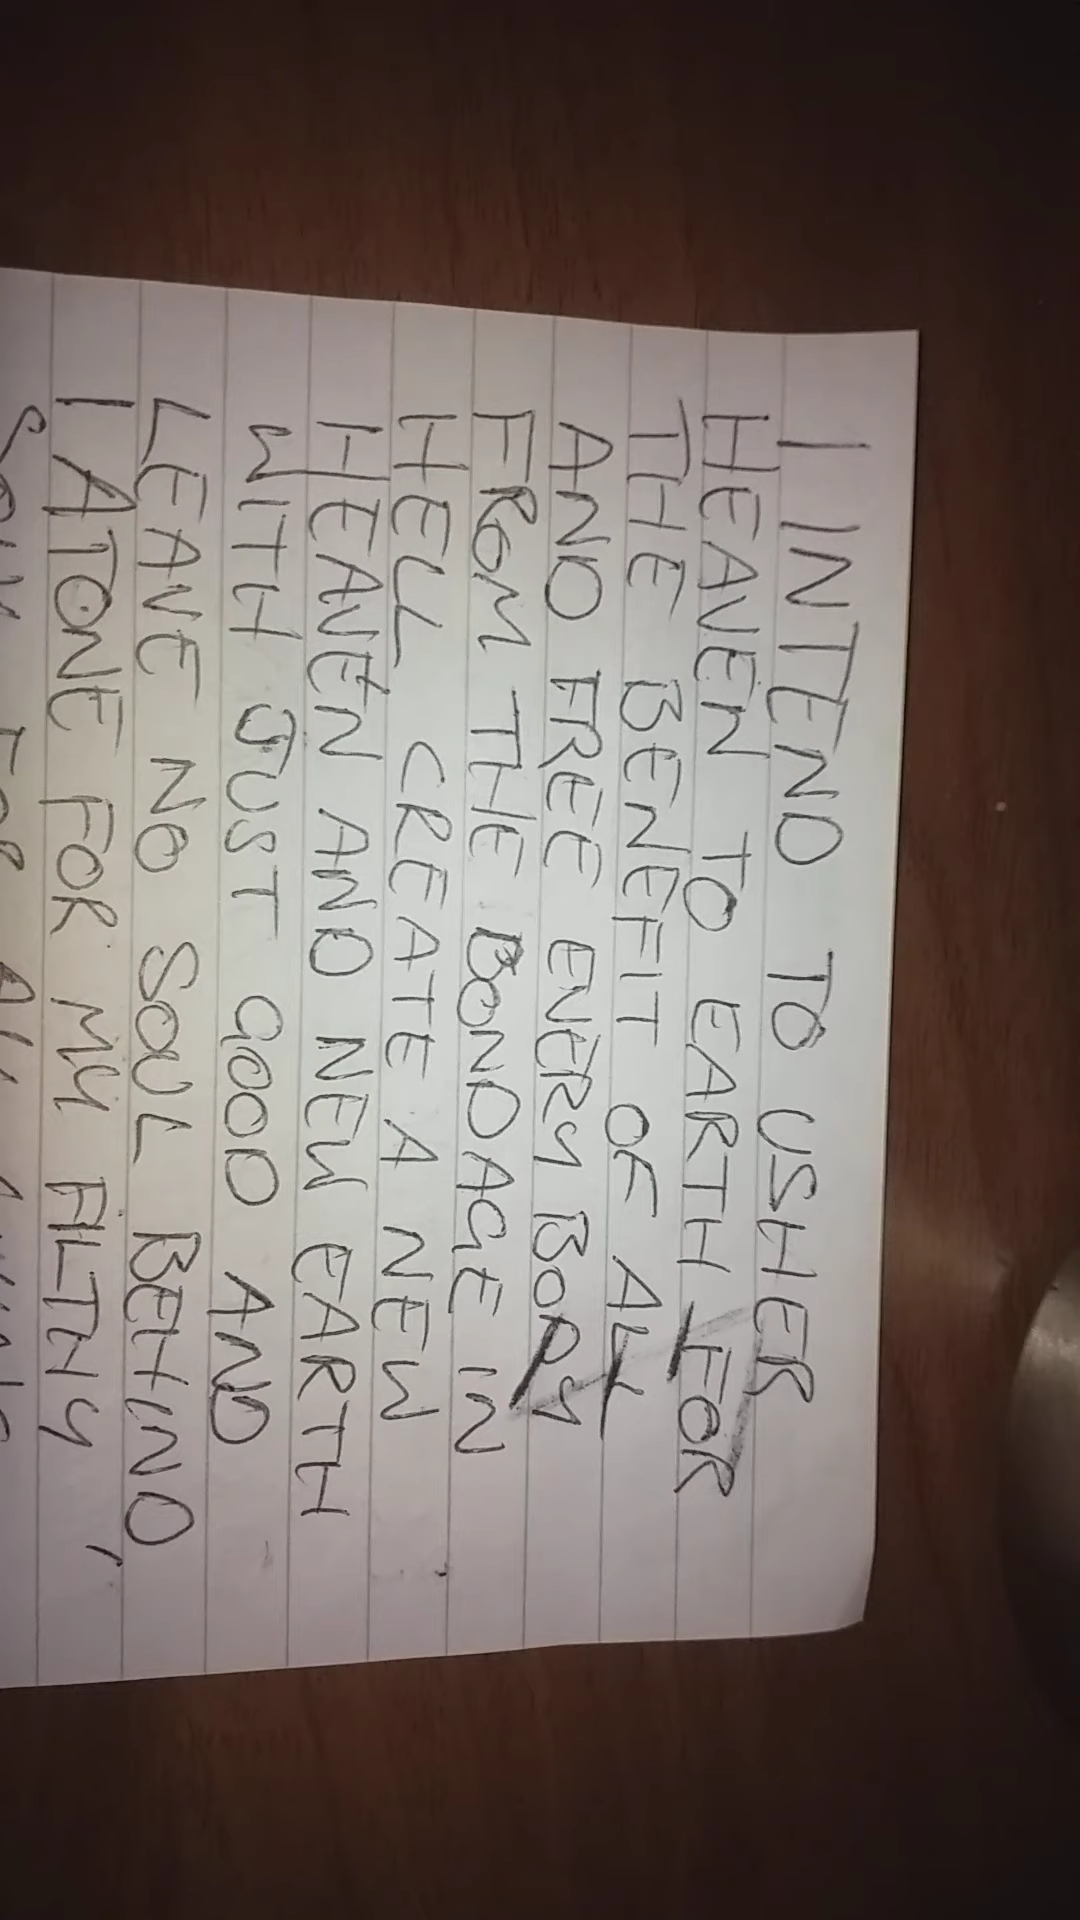 I INTEND TO USHER
HEAVEN TO EARTH FOR
THE BENEFIT OF ALL
AND FREE EVERY BODY
FROM THE BONDAGE IN
HELL CREATE A NEW
HEAVEN AND NEW EARTH
WITH JUST GOOD AND
LEAVE NO SOUL BEHIND,
I ATONE FOR MY FILTHY